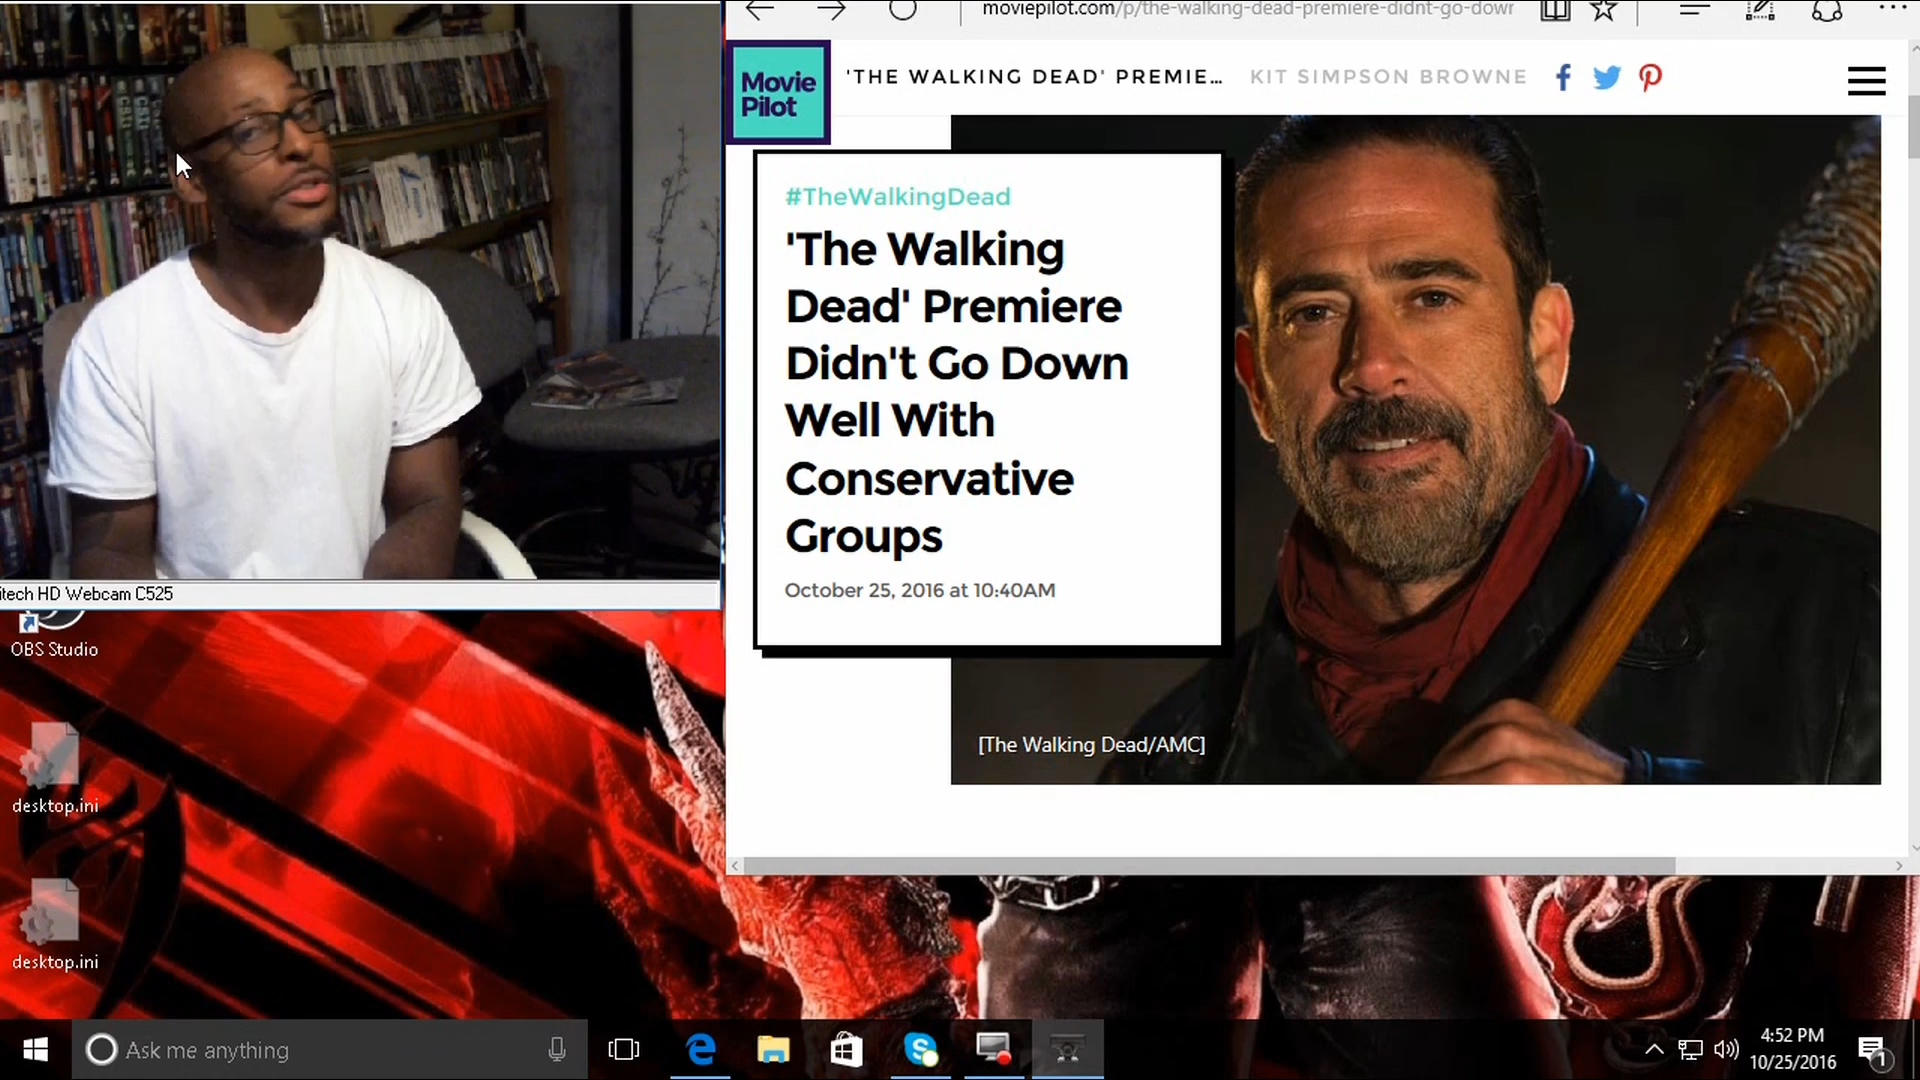 moviepilot.com/p/the-walking-dead-premiere-didnt-go-down
Movie
Pilot
'THE WALKING DEAD' PREMIE... KIT SIMPSON BROWNE
#TheWalkingDead
'The Walking
Dead' Premiere
Didn't Go Down
Well With
Conservative
Groups
October 25, 2016 at 10:40AM
[The Walking Dead/AMC]
itech HD Webcam C525
OBS Studio
desktop.ini
desktop.ini
Ask me anything
4:52 PM
10/25/2016
1